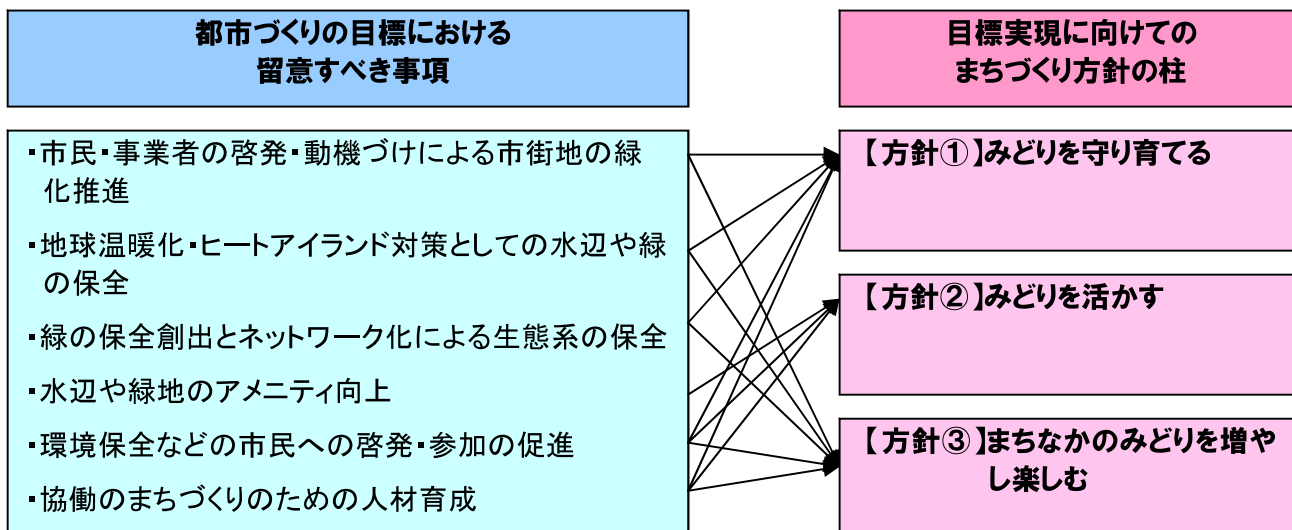 都市づくりの目標における
留意すべき事項
目標実現に向けての
まちづくり方針の柱
・市民・事業者の啓発・動機づけによる市街地の緑
化推進
・地球温暖化・ヒートアイランド対策としての水辺や緑
の保全
・緑の保全創出とネットワーク化による生態系の保全
・水辺や緑地のアメニティ向上
・環境保全などの市民への啓発・参加の促進
・協働のまちづくりのための人材育成
【方針①】みどりを守り育てる
【方針②】みどりを活かす
【方針③】まちなかのみどりを増や
し楽しむ